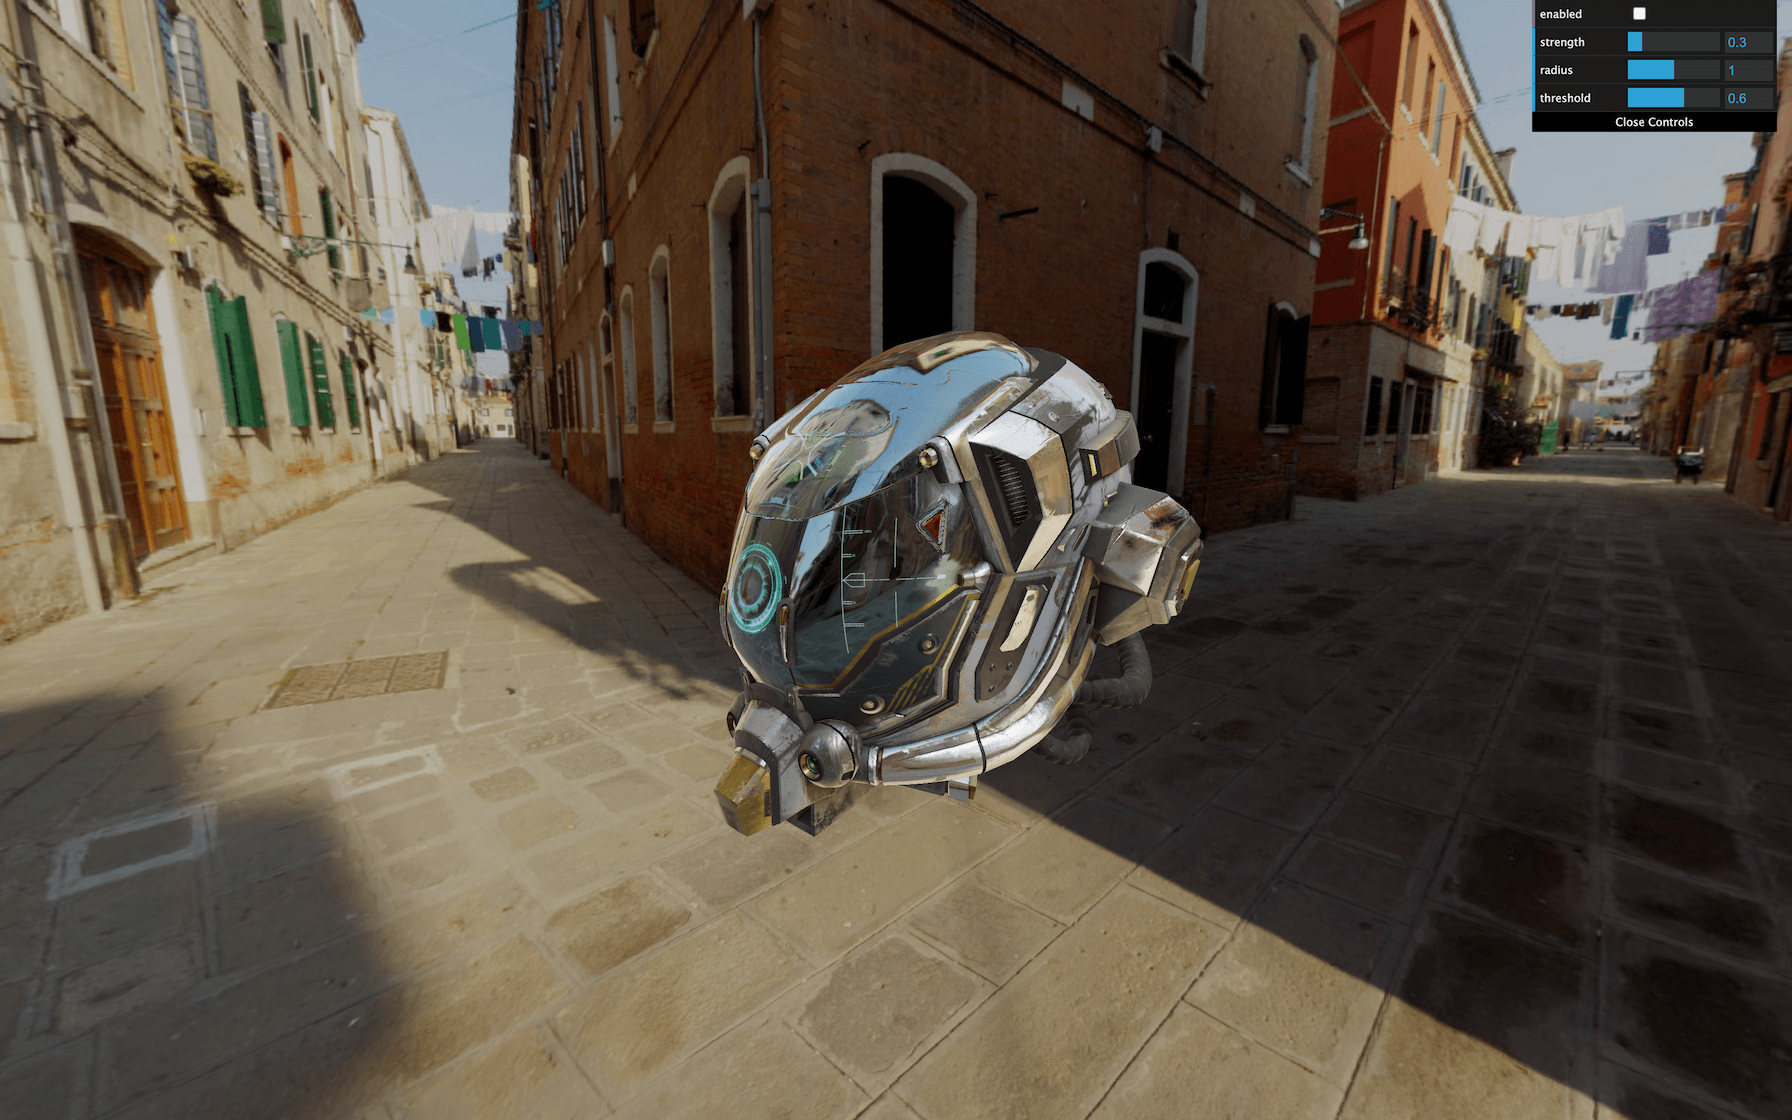 enabled
strength 0.3
radius 1
threshold 0.6
Close Controls